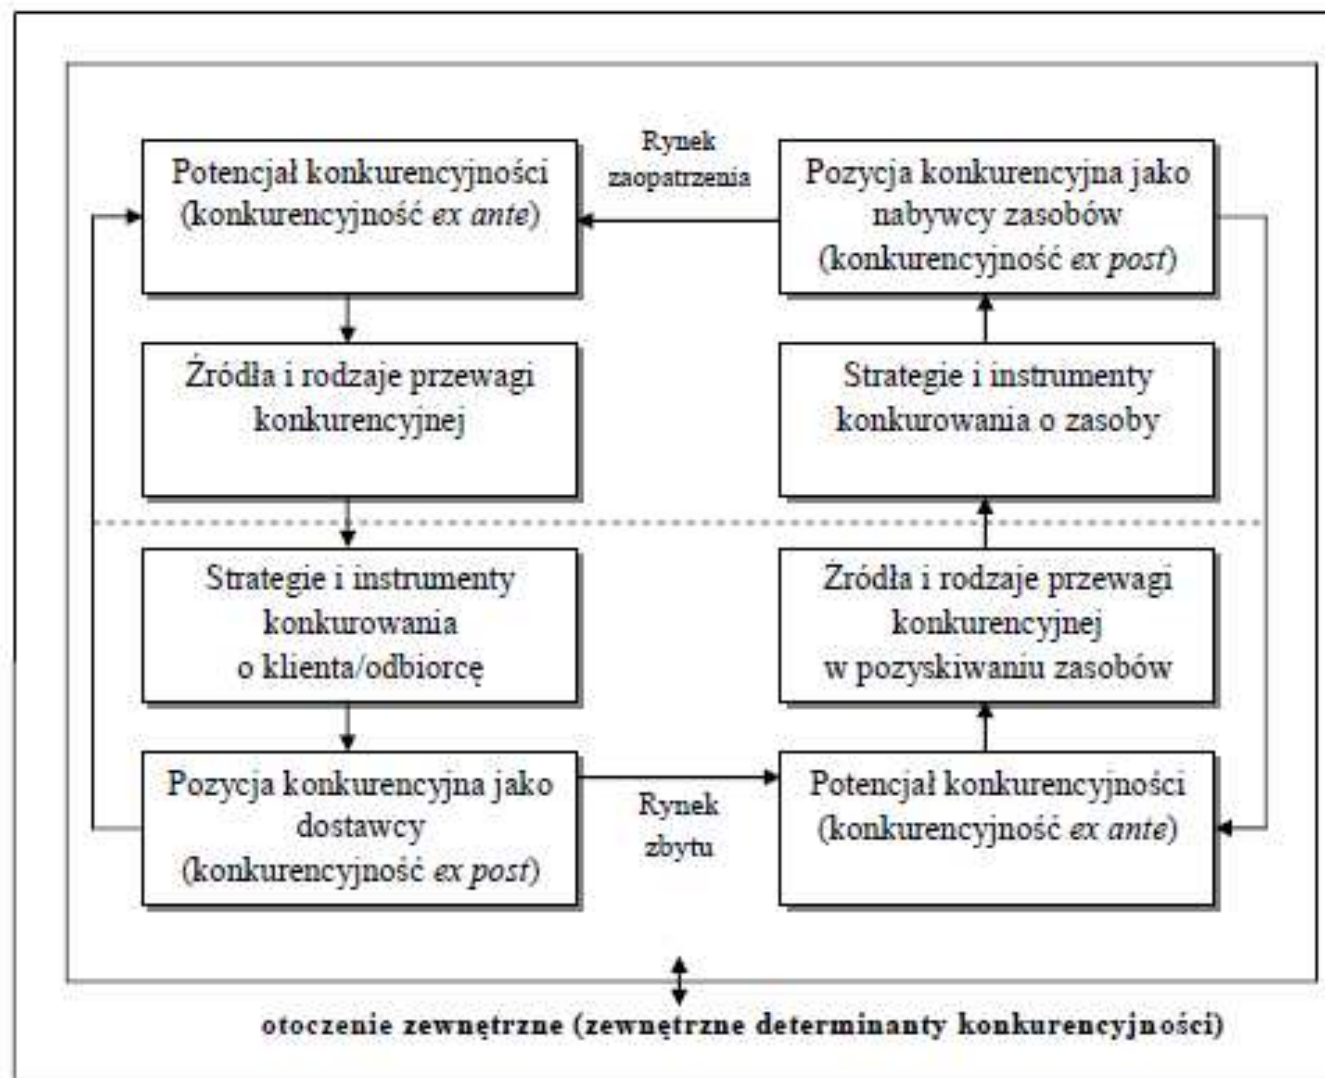 Potencjał konkurencyjności
(konkurencyjność ex ante)
Rynek
zaopatrzenia
Pozycja konkurencyjna jako
nabywcy zasobów
(konkurencyjność ex post)
Źródła i rodzaje przewagi
konkurencyjnej
Strategie i instrumenty
konkurowania o zasoby
Strategie i instrumenty
konkurowania
o klienta/odbiorcę
Źródła i rodzaje przewagi
konkurencyjnej
w pozyskiwaniu zasobów
Pozycja konkurencyjna jako
dostawcy
(konkurencyjność ex post)
Rynek
zbytu
Potencjał konkurencyjności
(konkurencyjność ex ante)
otoczenie zewnętrzne (zewnętrzne determinanty konkurencyjności)